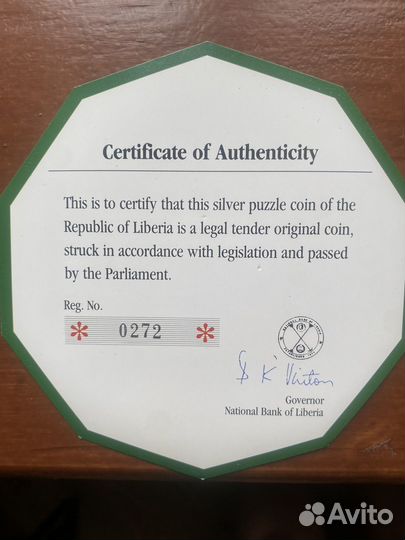 Certificate of Authenticity
This is to certify that this silver puzzle coin of the
Republic of Liberia is a legal tender original coin,
struck in accordance with legislation and passed
by the Parliament.
Reg. No.
* 0272 *
Governor
National Bank of Liberia
Avito